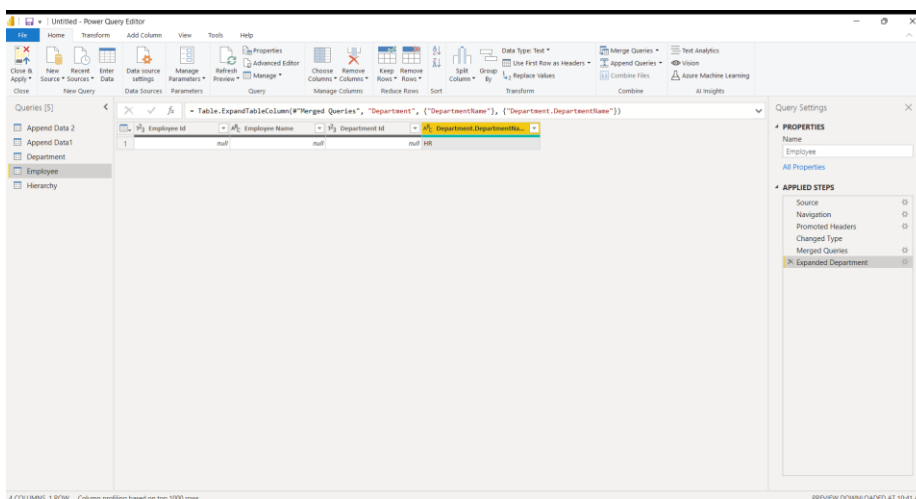 Untitled - Power Query Editor
File Home Transform Add Column View Tools Help
Close & Apply
New Source
Recent Sources
Enter Data
Data source settings
Manage Parameters
Refresh Preview
Properties
Advanced Editor
Manage
Choose Columns
Remove Columns
Keep Rows
Remove Rows
Split Column
Group By
Data Type: Text
Use First Row as Headers
Replace Values
Merge Queries
Append Queries
Combine Files
Text Analytics
Vision
Azure Machine Learning
Close New Query Data Sources Parameters Query Manage Columns Reduce Rows Sort Transform Combine AI Insights
Queries [5]
Append Data 2
Append Data1
Department
Employee
Hierarchy
= Table.ExpandTableColumn(#"Merged Queries", "Department", {"DepartmentName"}, {"Department.DepartmentName"})
Employee Id Employee Name Department Id Department.DepartmentNa...
1 null null null HR
Query Settings
PROPERTIES
Name
Employee
All Properties
APPLIED STEPS
Source
Navigation
Promoted Headers
Changed Type
Merged Queries
Expanded Department
4 COLUMNS, 1 ROW Column profiling based on top 1000 rows
PREVIEW DOWNLOADED AT 10:41